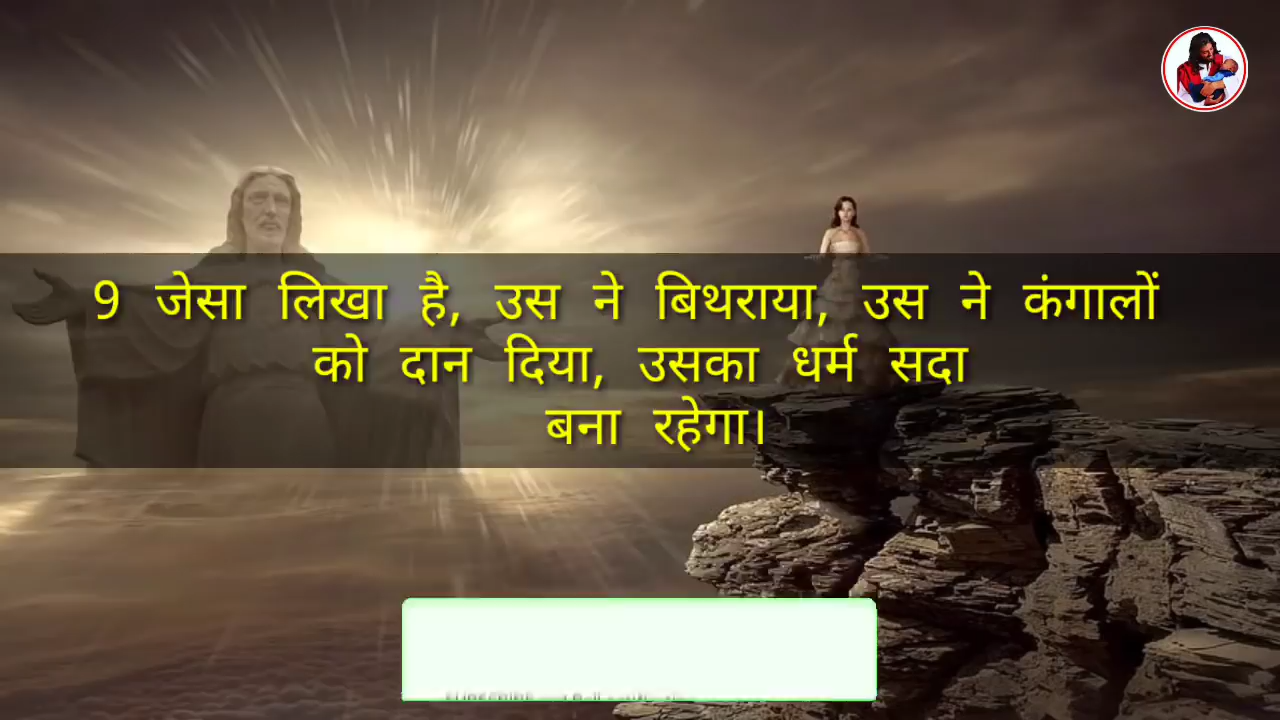 9 जेसा लिखा है, उस ने बिथराया, उस ने कंगालों
को दान दिया, उसका धर्म सदा
बना रहेगा।